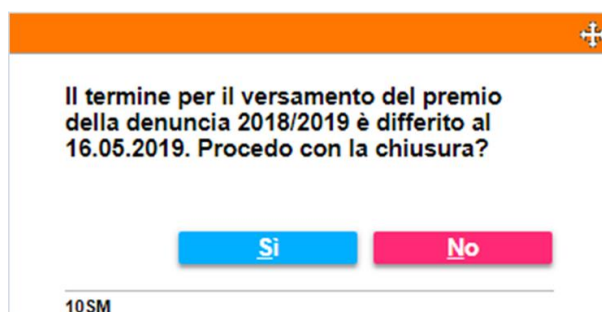 Il termine per il versamento del premio
della denuncia 2018/2019 è differito al
16.05.2019. Procedo con la chiusura?
Sì No
10SM